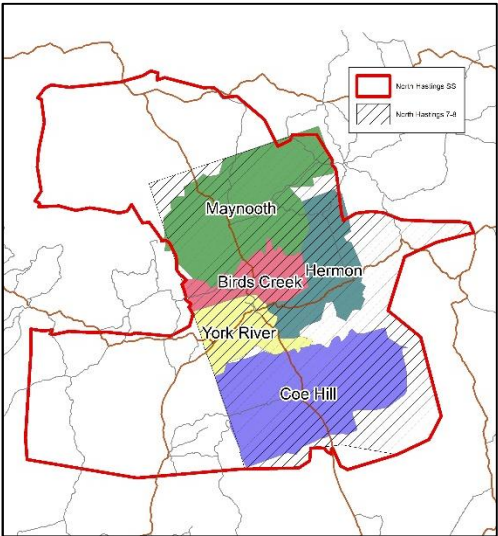 North Hastings SS
North Hastings 7-8
Maynooth
Birds Creek
Hermon
York River
Coe Hill